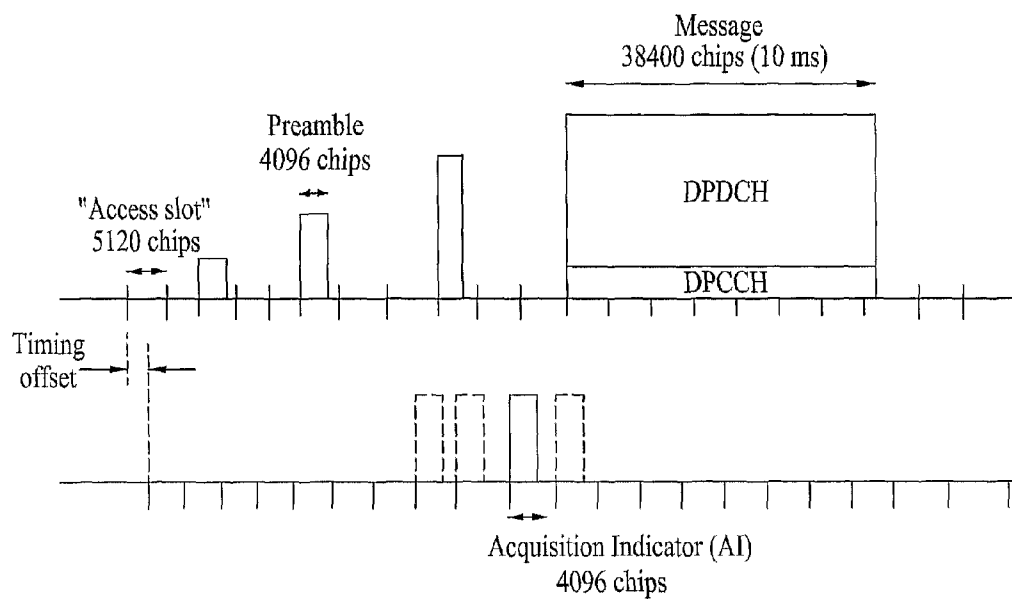 Message
38400 chips (10 ms)
Preamble
4096 chips
"Access slot"
5120 chips
DPDCH
DPCCH
Timing
offset
Acquisition Indicator (AI)
4096 chips